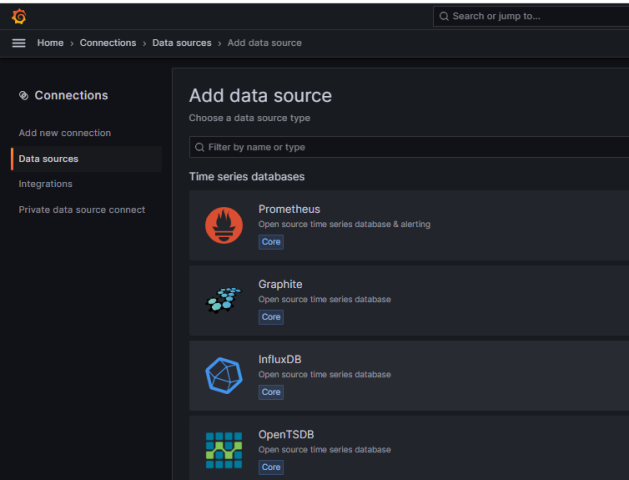 Search or jump to...
Home › Connections › Data sources › Add data source
Connections
Add new connection
Data sources
Integrations
Private data source connect
Add data source
Choose a data source type
Filter by name or type
Time series databases
Prometheus
Open source time series database & alerting
Core
Graphite
Open source time series database
Core
InfluxDB
Open source time series database
Core
OpenTSDB
Open source time series database
Core